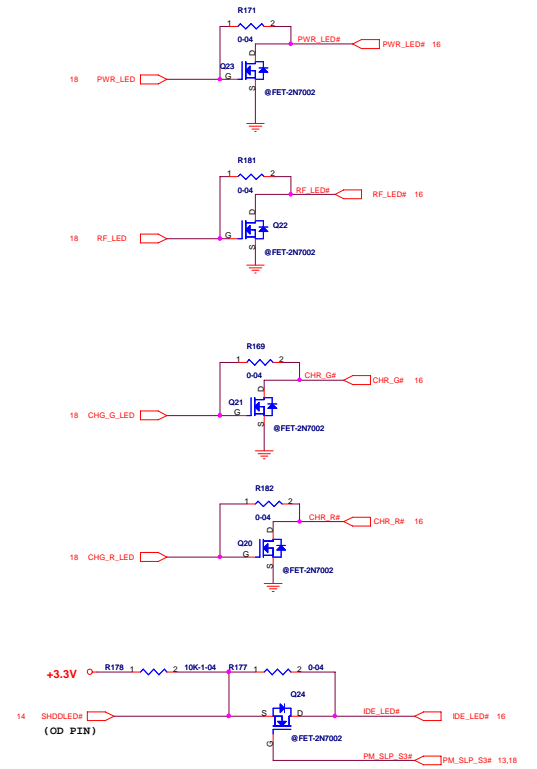 R171
1 2
0-04
PWR_LED#
PWR_LED# 16
D
Q23
18 PWR_LED
G
S
@FET-2N7002
R181
1 2
0-04
RF_LED#
RF_LED# 16
D
Q22
18 RF_LED
G
S
@FET-2N7002
R169
1 2
0-04
CHR_G#
CHR_G# 16
D
Q21
18 CHG_G_LED
G
S
@FET-2N7002
R182
1 2
0-04
CHR_R#
CHR_R# 16
D
Q20
18 CHG_R_LED
G
S
@FET-2N7002
R178 1 2 10K-1-04 R177 1 2 0-04
+3.3V
Q24
14 SHDDLED#
S D
IDE_LED#
IDE_LED# 16
(OD PIN)
@FET-2N7002
G
PM_SLP_S3#
PM_SLP_S3# 13,18